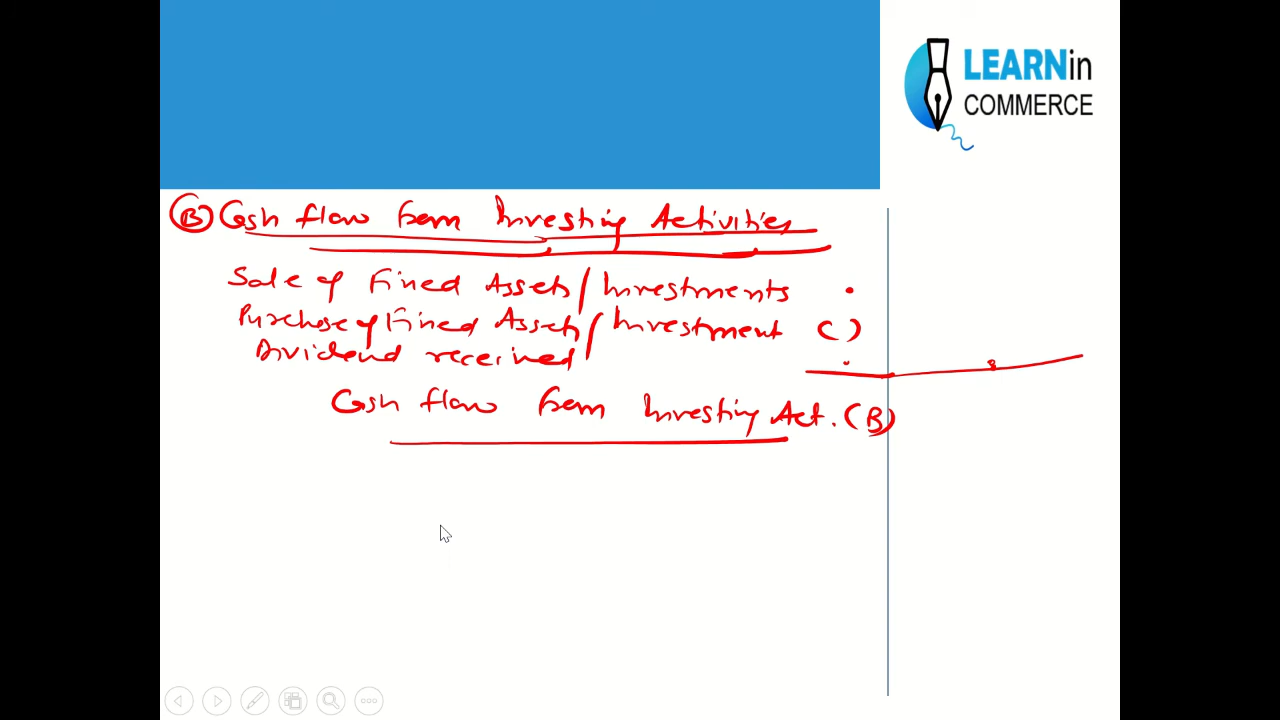 LEARNin
COMMERCE
(B) Cash flow from Investing Activities
Sale of Fixed Assets/Investments .
Purchase of Fixed Assets/Investment ( )
Dividend received .
Cash flow from Investing Act. (B)